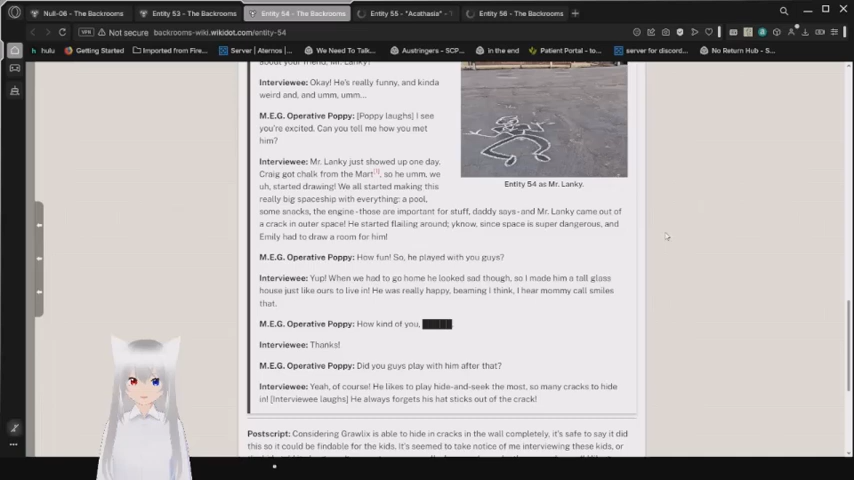 Null-06 - The Backrooms
Entity 53 - The Backrooms
Entity 54 - The Backrooms
Entity 55 - "Acathasia" -
Entity 56 - The Backrooms
VPN
Not secure
backrooms-wiki.wikidot.com/entity-54
hulu
Getting Started
Imported from Fire...
Server | Aternos |
We Need To Talk...
Austringers - SCP...
in the end
Patient Portal - to...
server for discord...
No Return Hub - S...
about your friend, Mr. Lanky?
Interviewee: Okay! He's really funny, and kinda
weird and, and umm, umm...
M.E.G. Operative Poppy: [Poppy laughs] I see
you're excited. Can you tell me how you met
him?
Interviewee: Mr. Lanky just showed up one day.
Craig got chalk from the Mart[1], so he umm, we
uh, started drawing! We all started making this
really big spaceship with everything: a pool,
some snacks, the engine - those are important for stuff, daddy says - and Mr. Lanky came out of
a crack in outer space! He started flailing around; yknow, since space is super dangerous, and
Emily had to draw a room for him!
Entity 54 as Mr. Lanky.
M.E.G. Operative Poppy: How fun! So, he played with you guys?
Interviewee: Yup! When we had to go home he looked sad though, so I made him a tall glass
house just like ours to live in! He was really happy, beaming I think, I hear mommy call smiles
that.
M.E.G. Operative Poppy: How kind of you,
Interviewee: Thanks!
M.E.G. Operative Poppy: Did you guys play with him after that?
Interviewee: Yeah, of course! He likes to play hide-and-seek the most, so many cracks to hide
in! [Interviewee laughs] He always forgets his hat sticks out of the crack!
Postscript: Considering Grawlix is able to hide in cracks in the wall completely, it's safe to say it did
this so it could be findable for the kids. It's seemed to take notice of me interviewing these kids, or